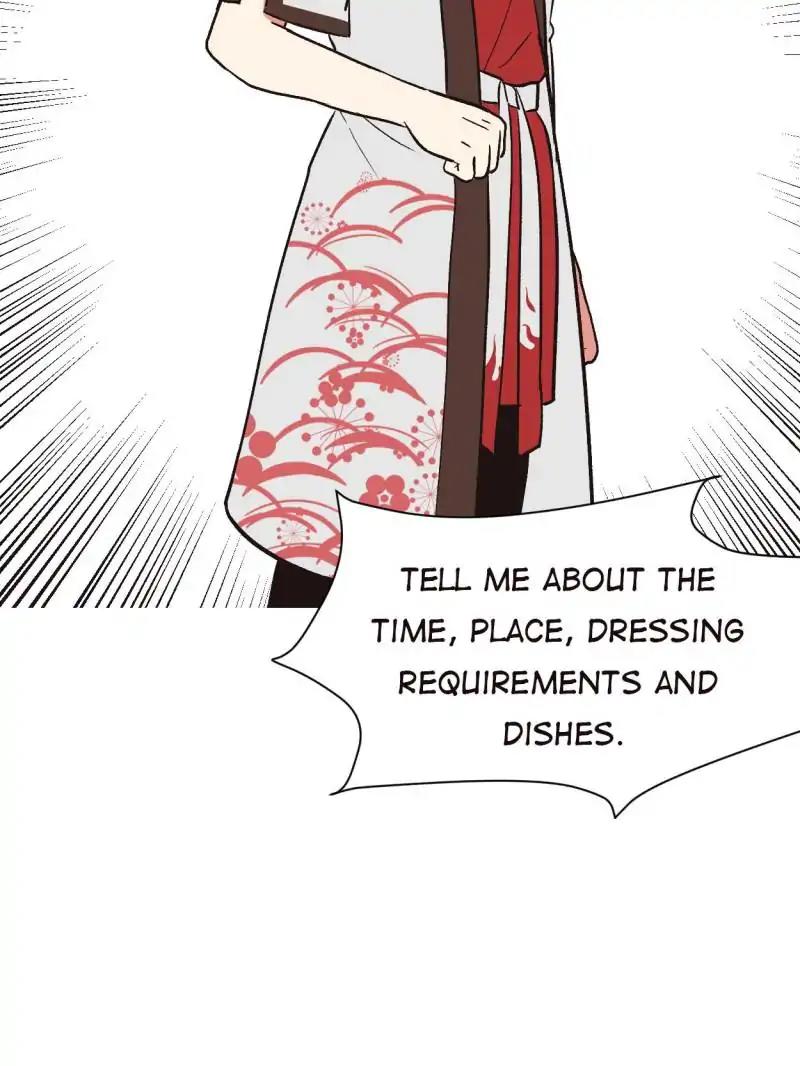 TELL ME ABOUT THE
TIME, PLACE, DRESSING
REQUIREMENTS AND
DISHES.